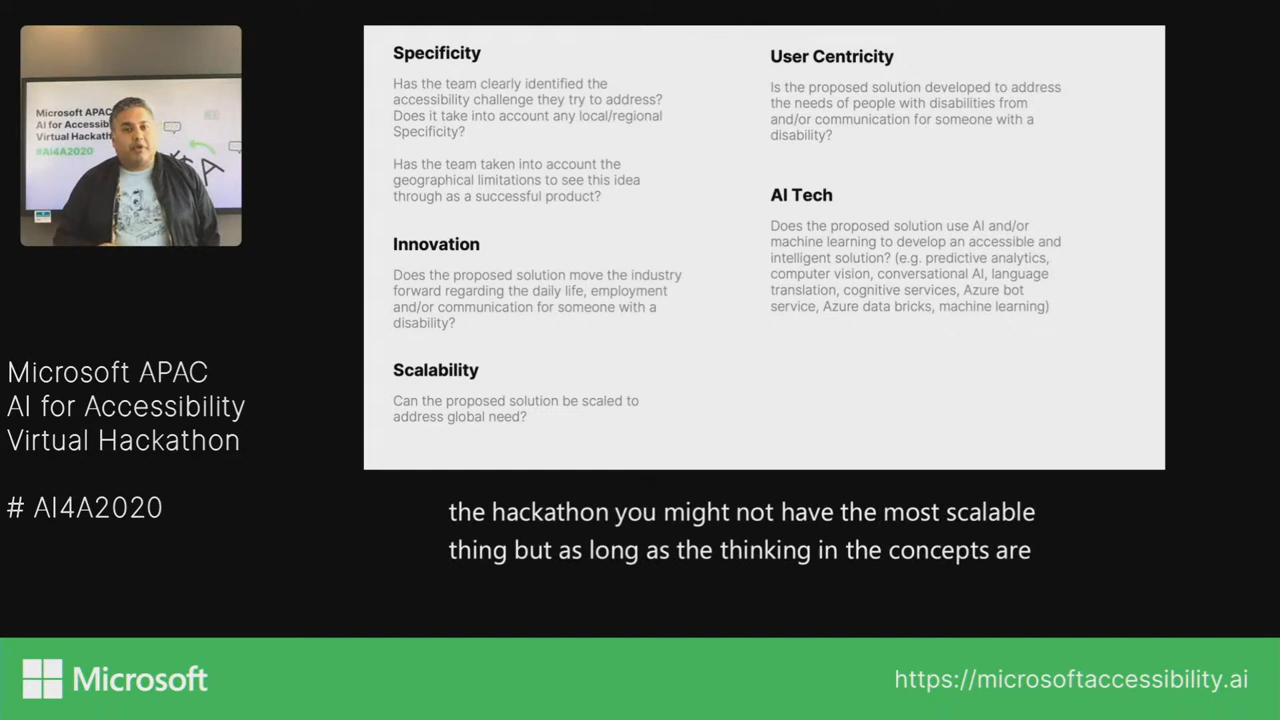 Microsoft APAC
AI for Accessib
Virtual Hackath
#AI4A2020
A
Microsoft APAC
AI for Accessibility
Virtual Hackathon
# AI4A2020
Specificity
Has the team clearly identified the
accessibility challenge they try to address?
Does it take into account any local/regional
Specificity?
Has the team taken into account the
geographical limitations to see this idea
through as a successful product?
Innovation
Does the proposed solution move the industry
forward regarding the daily life, employment
and/or communication for someone with a
disability?
Scalability
Can the proposed solution be scaled to
address global need?
User Centricity
Is the proposed solution developed to address
the needs of people with disabilities from
and/or communication for someone with a
disability?
AI Tech
Does the proposed solution use AI and/or
machine learning to develop an accessible and
intelligent solution? (e.g. predictive analytics,
computer vision, conversational AI, language
translation, cognitive services, Azure bot
service, Azure data bricks, machine learning)
the hackathon you might not have the most scalable
thing but as long as the thinking in the concepts are
Microsoft
https://microsoftaccessibility.ai